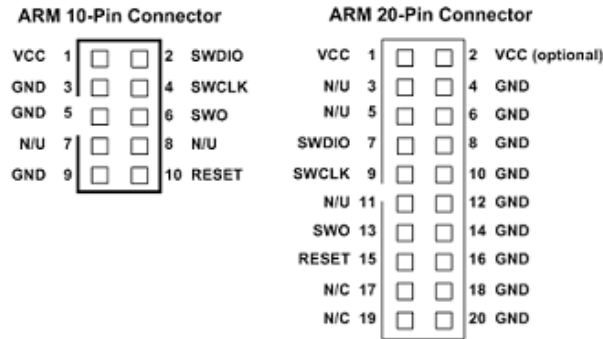 ARM 10-Pin Connector
VCC 1 2 SWDIO
GND 3 4 SWCLK
GND 5 6 SWO
N/U 7 8 N/U
GND 9 10 RESET
ARM 20-Pin Connector
VCC 1 2 VCC (optional)
N/U 3 4 GND
N/U 5 6 GND
SWDIO 7 8 GND
SWCLK 9 10 GND
N/U 11 12 GND
SWO 13 14 GND
RESET 15 16 GND
N/C 17 18 GND
N/C 19 20 GND